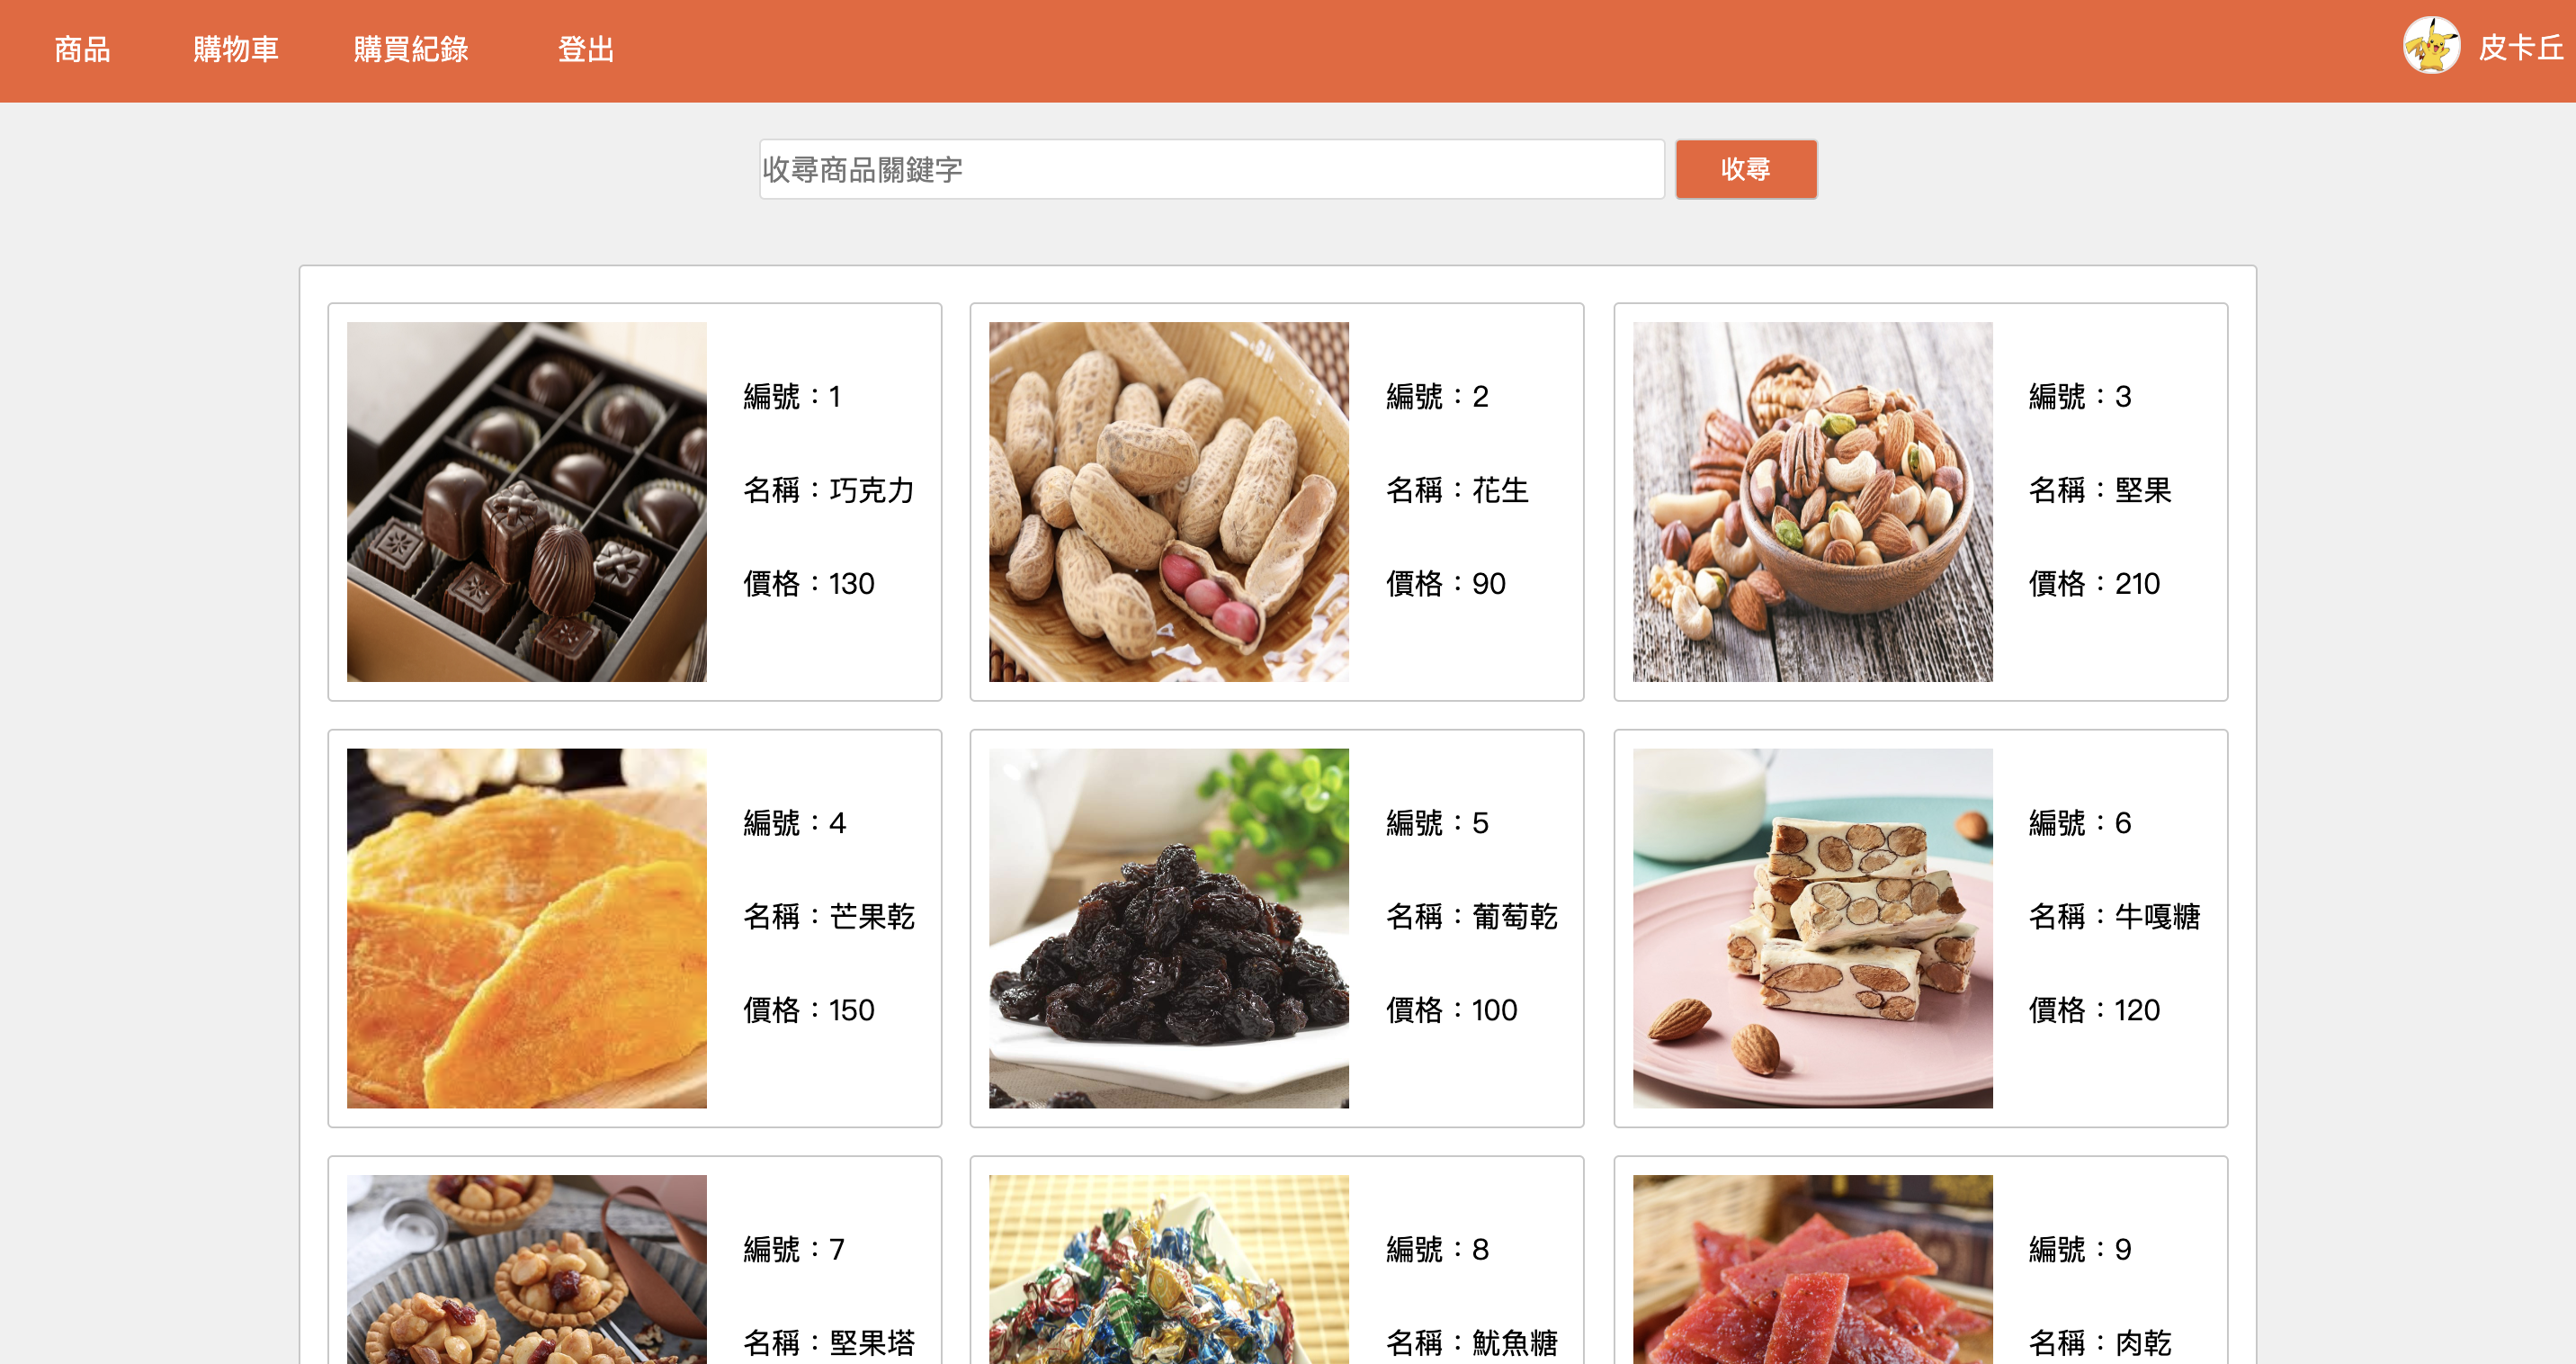 商品 購物車 購買紀錄 登出 皮卡丘
收尋商品關鍵字 收尋
編號：1
名稱：巧克力
價格：130
編號：2
名稱：花生
價格：90
編號：3
名稱：堅果
價格：210
編號：4
名稱：芒果乾
價格：150
編號：5
名稱：葡萄乾
價格：100
編號：6
名稱：牛嘎糖
價格：120
編號：7
名稱：堅果塔
編號：8
名稱：魷魚糖
編號：9
名稱：肉乾